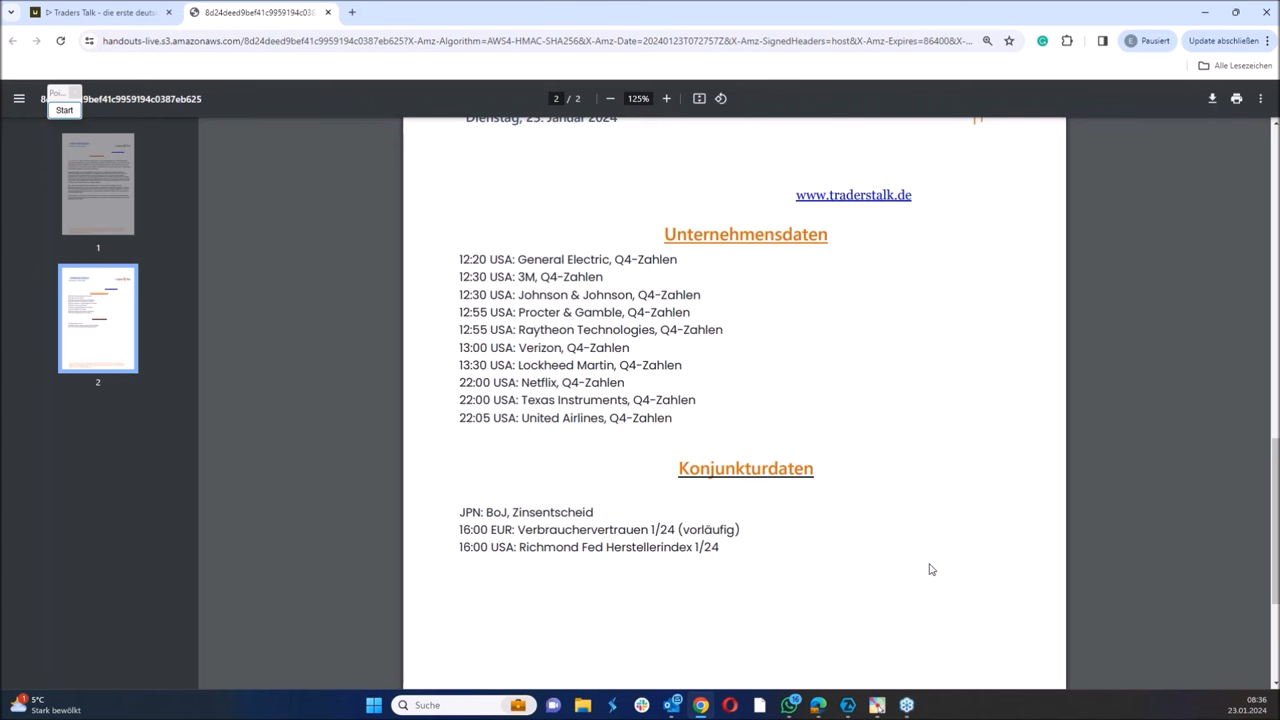 Traders Talk - die erste deuts
8d24deed9bef41c9959194c0387
handouts-live.s3.amazonaws.com/8d24deed9bef41c9959194c0387eb625?X-Amz-Algorithm=AWS4-HMAC-SHA256&X-Amz-Date=20240123T072757Z&X-Amz-SignedHeaders=host&X-Amz-Expires=86400&X-...
E Pausiert
Update abschließen
Alle Lesezeichen
Poi...
Start
9bef41c9959194c0387eb625
2 / 2
125%
1
2
Dienstag, 23. Januar 2024
www.traderstalk.de
Unternehmensdaten
12:20 USA: General Electric, Q4-Zahlen
12:30 USA: 3M, Q4-Zahlen
12:30 USA: Johnson & Johnson, Q4-Zahlen
12:55 USA: Procter & Gamble, Q4-Zahlen
12:55 USA: Raytheon Technologies, Q4-Zahlen
13:00 USA: Verizon, Q4-Zahlen
13:30 USA: Lockheed Martin, Q4-Zahlen
22:00 USA: Netflix, Q4-Zahlen
22:00 USA: Texas Instruments, Q4-Zahlen
22:05 USA: United Airlines, Q4-Zahlen
Konjunkturdaten
JPN: BoJ, Zinsentscheid
16:00 EUR: Verbrauchervertrauen 1/24 (vorläufig)
16:00 USA: Richmond Fed Herstellerindex 1/24
1
5°C
Stark bewölkt
Suche
08:36
23.01.2024